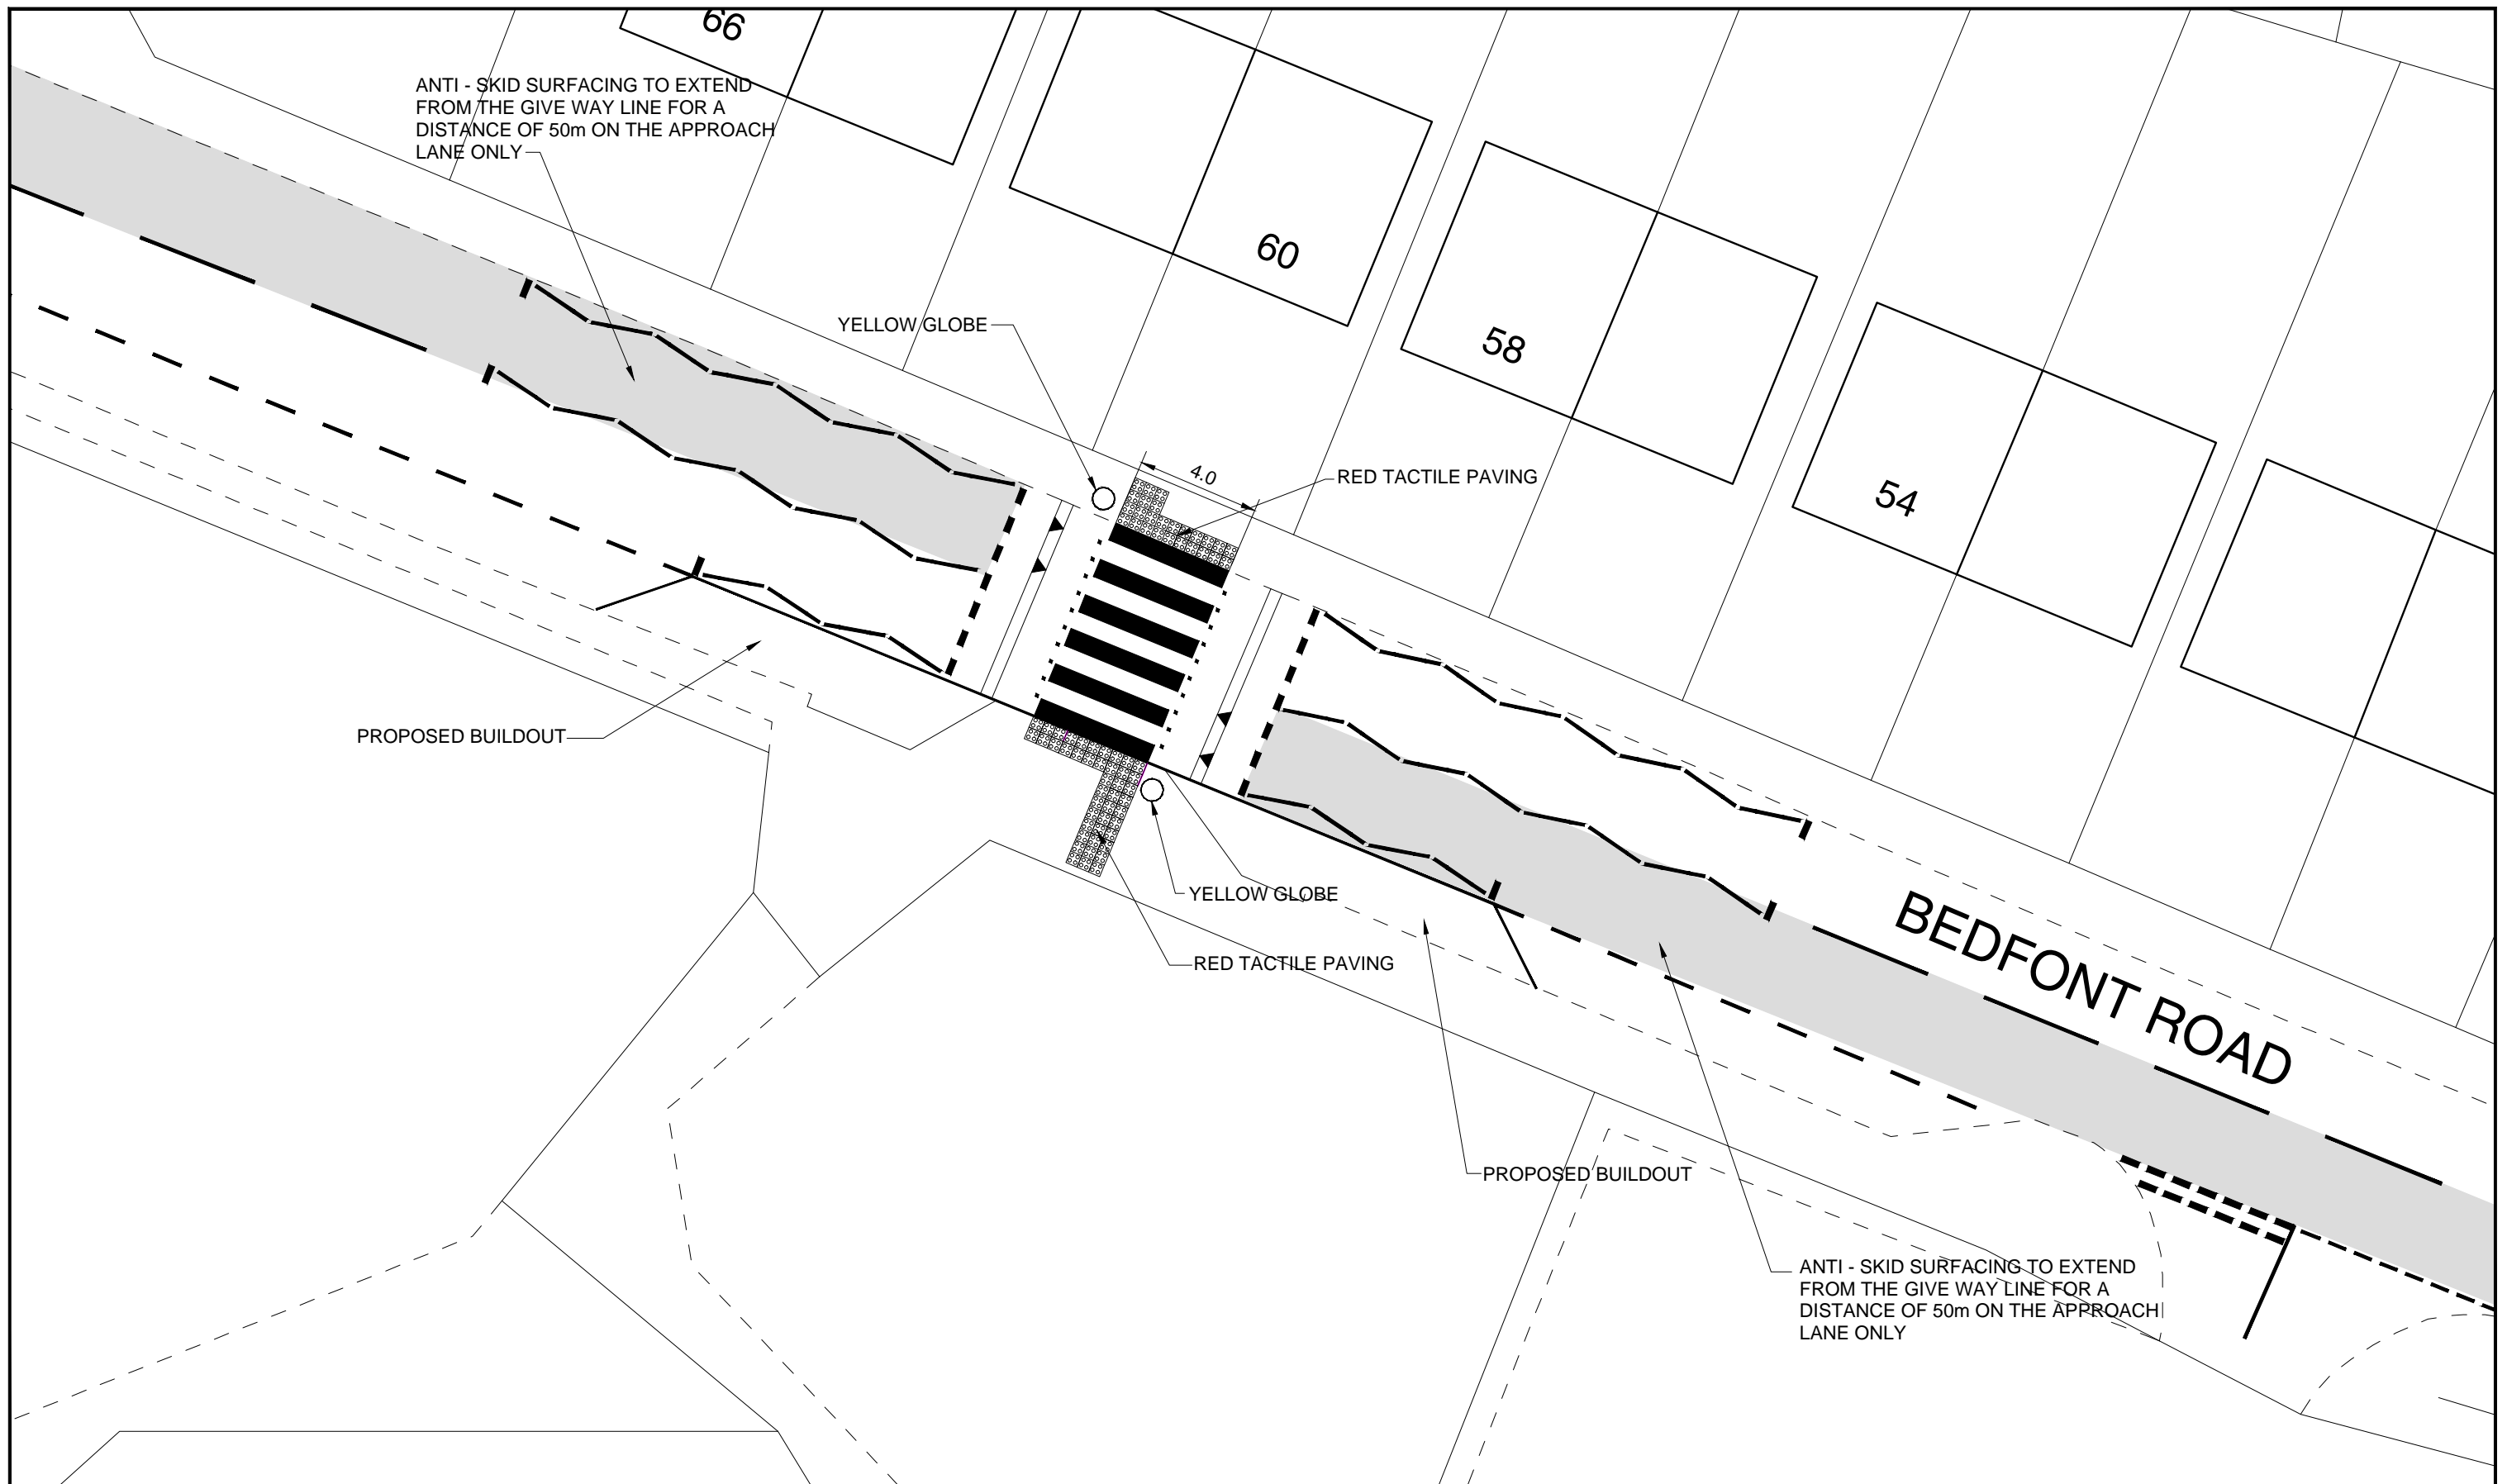 66
ANTI - SKID SURFACING TO EXTEND
FROM THE GIVE WAY LINE FOR A
DISTANCE OF 50m ON THE APPROACH
LANE ONLY
60
YELLOW GLOBE
58
4.0
RED TACTILE PAVING
54
PROPOSED BUILDOUT
YELLOW GLOBE
RED TACTILE PAVING
BEDFONT ROAD
PROPOSED BUILDOUT
ANTI - SKID SURFACING TO EXTEND
FROM THE GIVE WAY LINE FOR A
DISTANCE OF 50m ON THE APPROACH
LANE ONLY